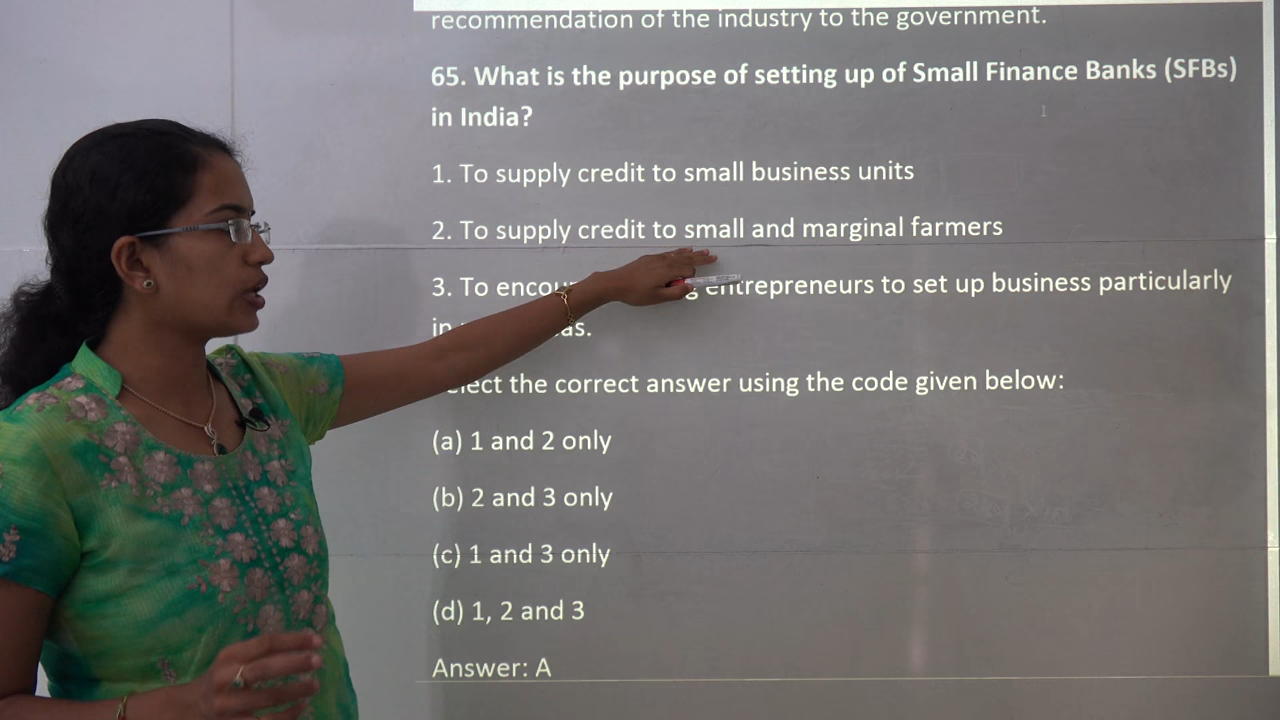 recommendation of the industry to the government.
65. What is the purpose of setting up of Small Finance Banks (SFBs)
in India?
1. To supply credit to small business units
2. To supply credit to small and marginal farmers
3. To entrepreneurs to set up business particularly
in
the correct answer using the code given below:
(a) 1 and 2 only
(b) 2 and 3 only
(c) 1 and 3 only
(d) 1, 2 and 3
Answer: A